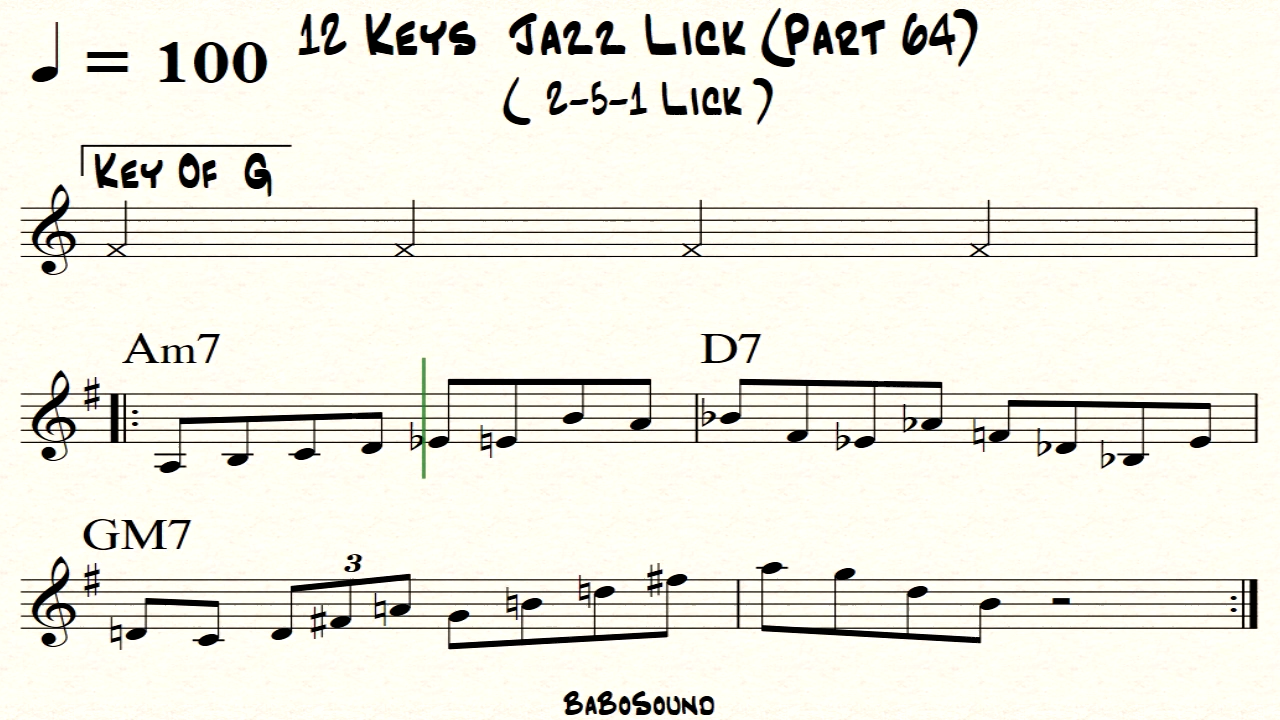 ♩ = 100 12 Keys Jazz Lick (Part 64)
( 2-5-1 Lick )
Key Of G
Am7 D7
GM7
3
BaBoSound